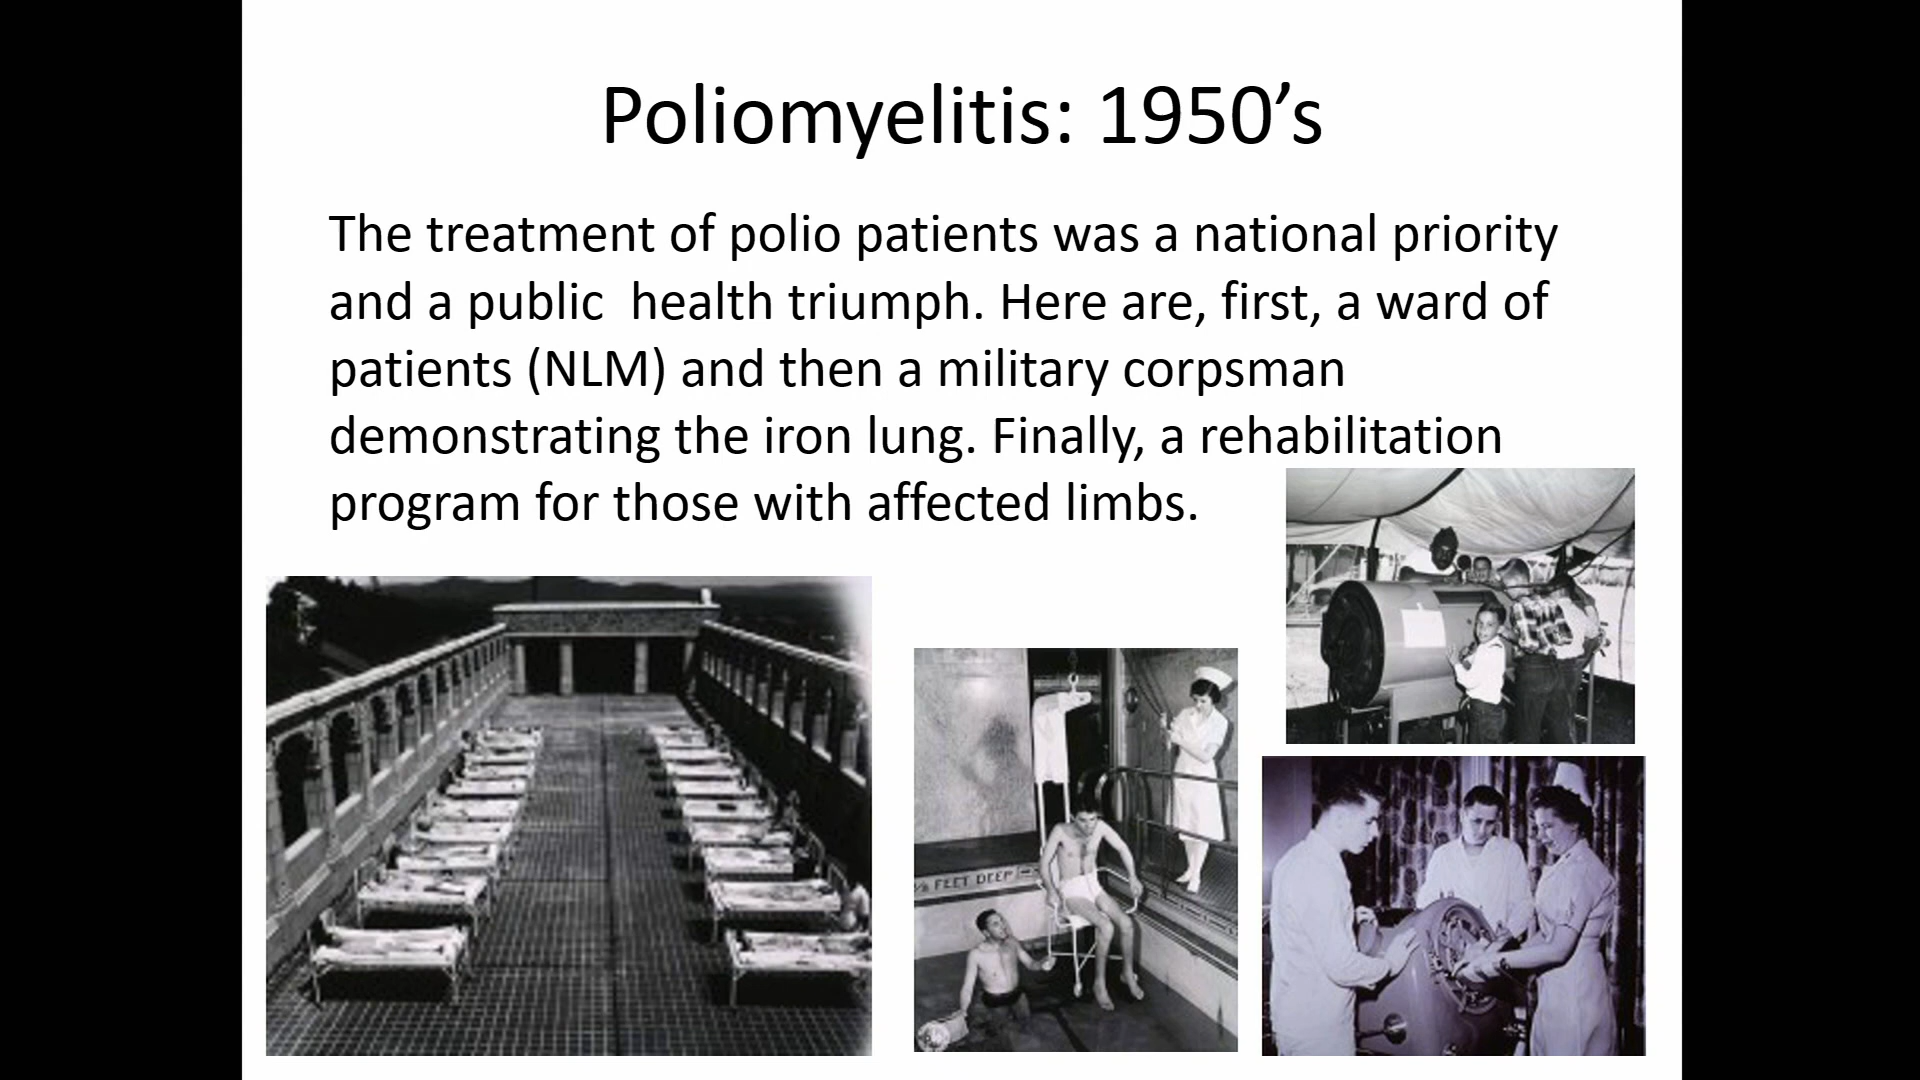 Poliomyelitis: 1950’s
The treatment of polio patients was a national priority
and a public  health triumph. Here are, first, a ward of
patients (NLM) and then a military corpsman
demonstrating the iron lung. Finally, a rehabilitation
program for those with affected limbs.
FEET DEEP